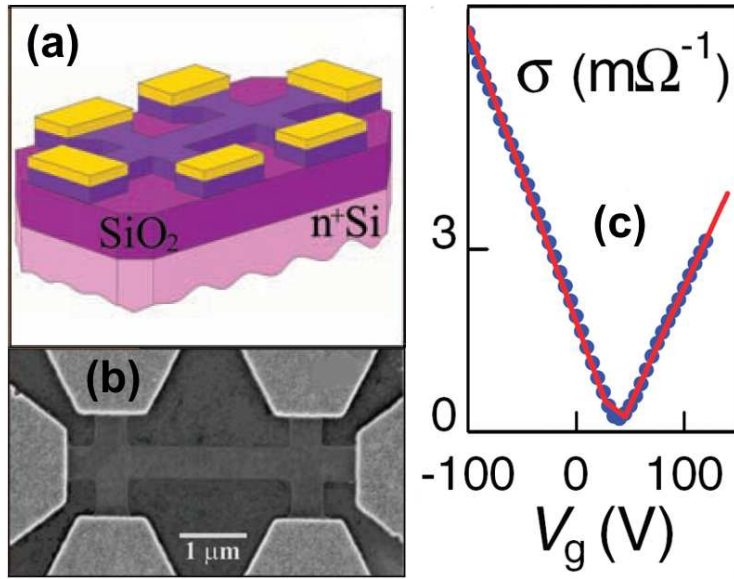 (a)
SiO₂
n⁺Si
(b)
1 μm
σ (mΩ⁻¹)
(c)
3
0
-100
0
100
Vg (V)